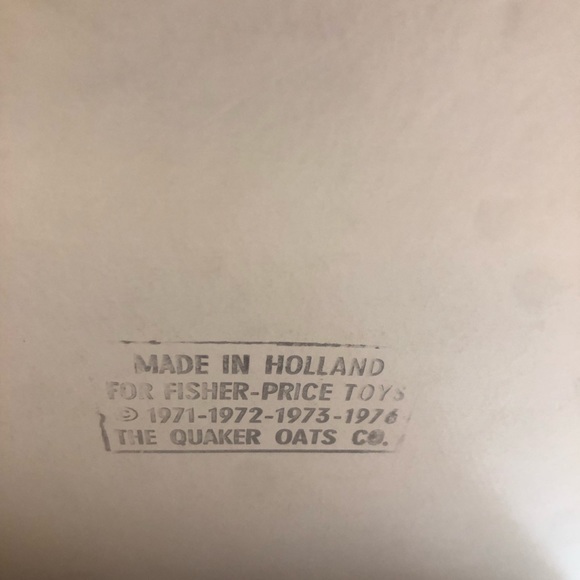 MADE IN HOLLAND
FOR FISHER-PRICE TOYS
© 1971-1972-1973-1976
THE QUAKER OATS CO.